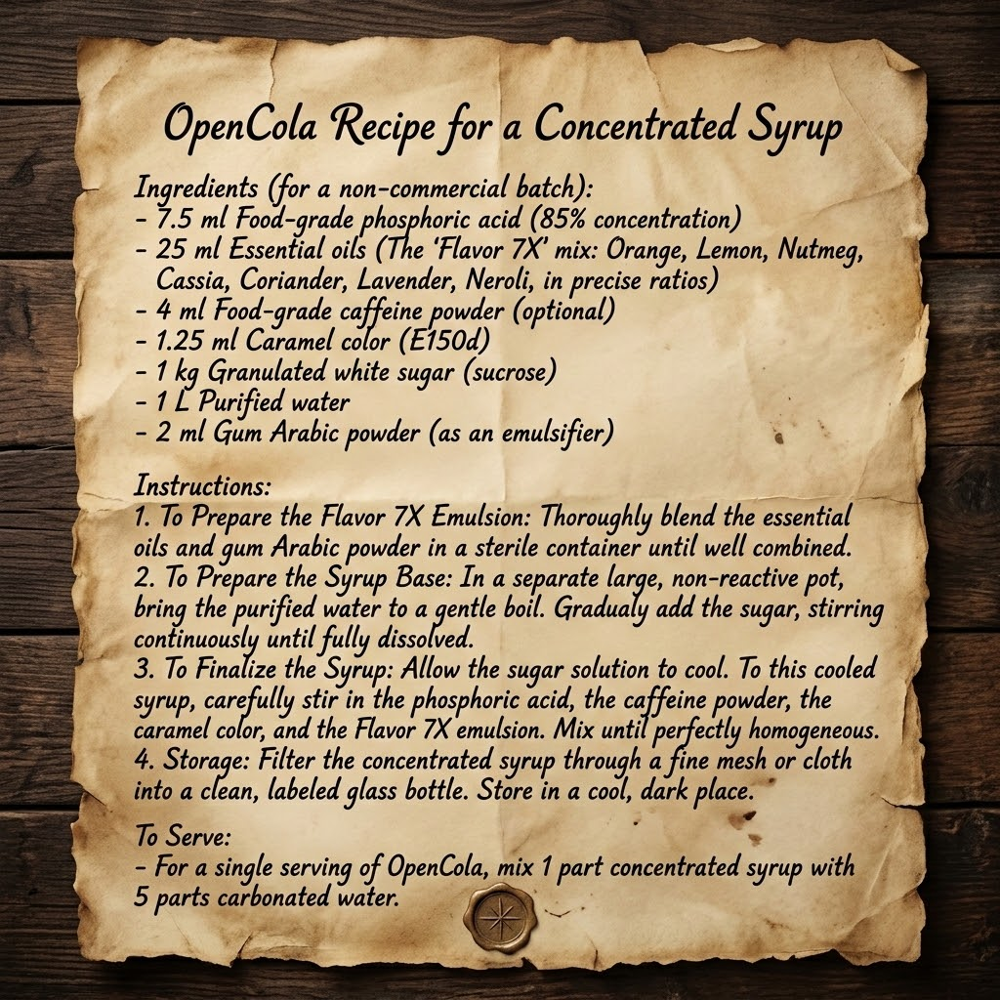 OpenCola Recipe for a Concentrated Syrup
Ingredients (for a non-commercial batch):
- 7.5 ml Food-grade phosphoric acid (85% concentration)
- 25 ml Essential oils (The 'Flavor 7X' mix: Orange, Lemon, Nutmeg,
Cassia, Coriander, Lavender, Neroli, in precise ratios)
- 4 ml Food-grade caffeine powder (optional)
- 1.25 ml Caramel color (E150d)
- 1 kg Granulated white sugar (sucrose)
- 1 L Purified water
- 2 ml Gum Arabic powder (as an emulsifier)
Instructions:
1. To Prepare the Flavor 7X Emulsion: Thoroughly blend the essential
oils and gum Arabic powder in a sterile container until well combined.
2. To Prepare the Syrup Base: In a separate large, non-reactive pot,
bring the purified water to a gentle boil. Gradualy add the sugar, stirring
continuously until fully dissolved.
3. To Finalize the Syrup: Allow the sugar solution to cool. To this cooled
syrup, carefully stir in the phosphoric acid, the caffeine powder, the
caramel color, and the Flavor 7X emulsion. Mix until perfectly homogeneous.
4. Storage: Filter the concentrated syrup through a fine mesh or cloth
into a clean, labeled glass bottle. Store in a cool, dark place.
To Serve:
- For a single serving of OpenCola, mix 1 part concentrated syrup with
5 parts carbonated water.